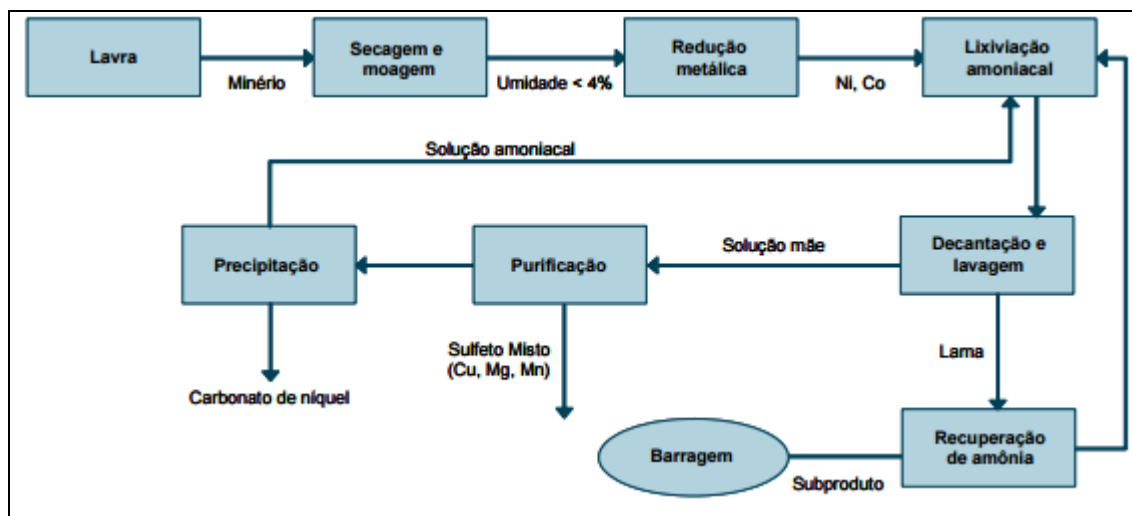 Lavra
Minério
Secagem e
moagem
Umidade < 4%
Redução
metálica
Ni, Co
Lixiviação
amoniacal
Solução amoniacal
Precipitação
Purificação
Solução mãe
Decantação e
lavagem
Carbonato de níquel
Sulfeto Misto
(Cu, Mg, Mn)
Lama
Barragem
Subproduto
Recuperação
de amônia